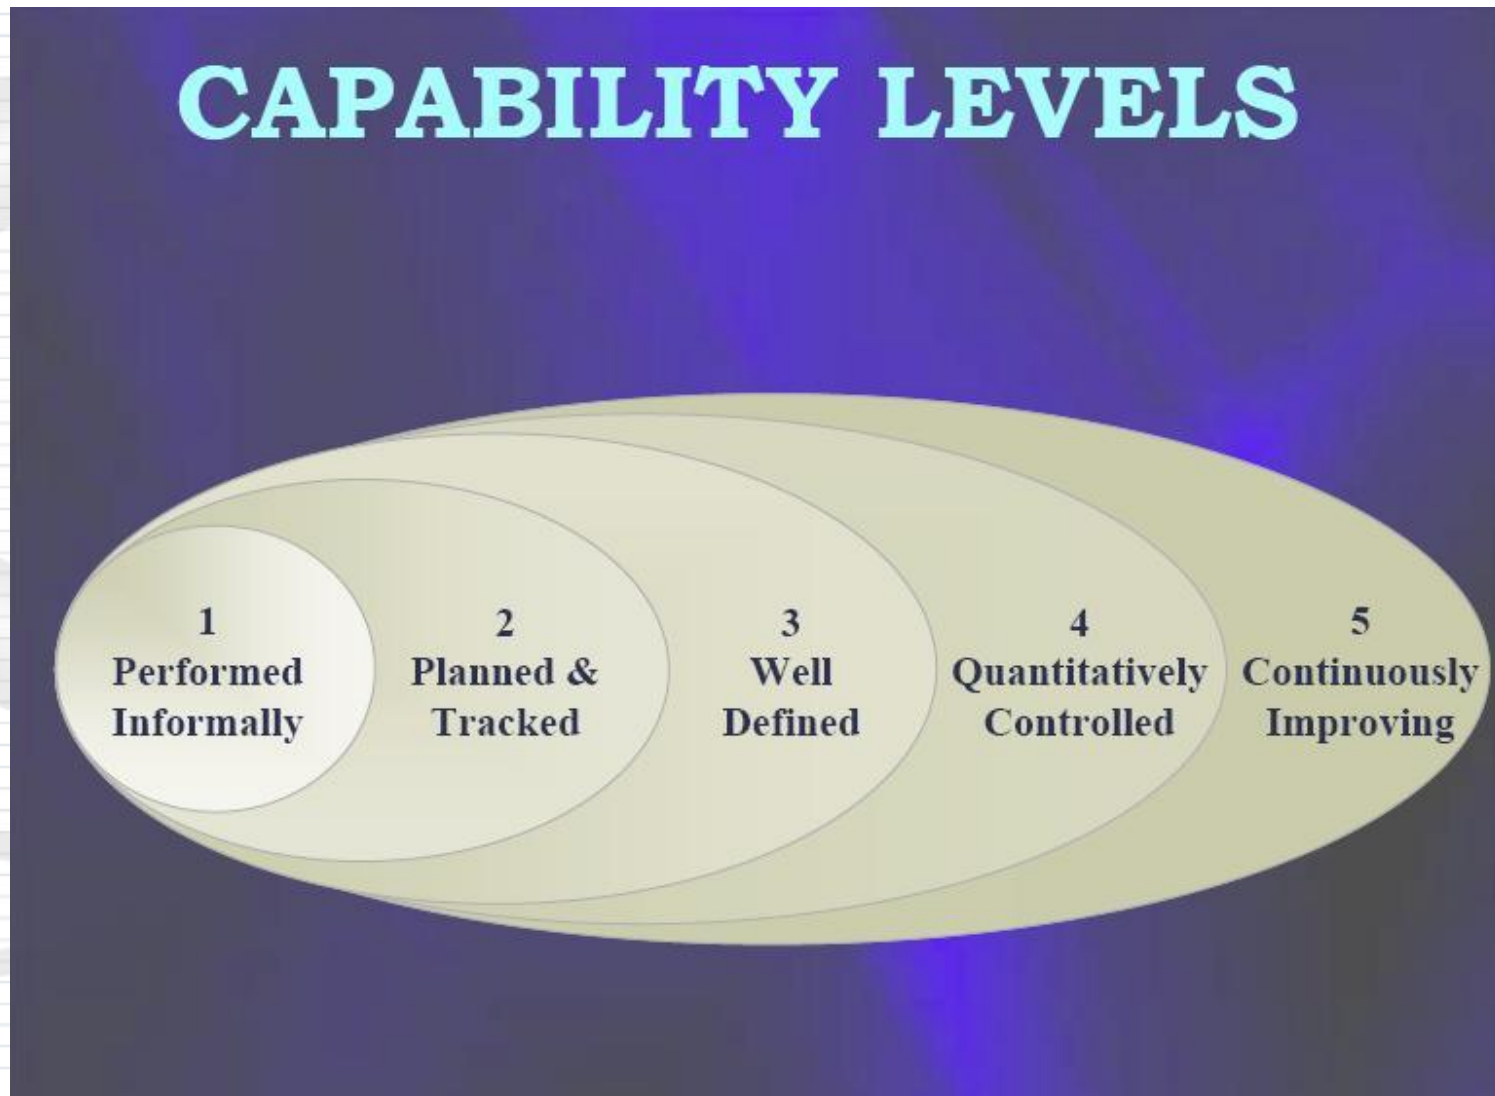 CAPABILITY LEVELS
1
Performed
Informally
2
Planned &
Tracked
3
Well
Defined
4
Quantitatively
Controlled
5
Continuously
Improving